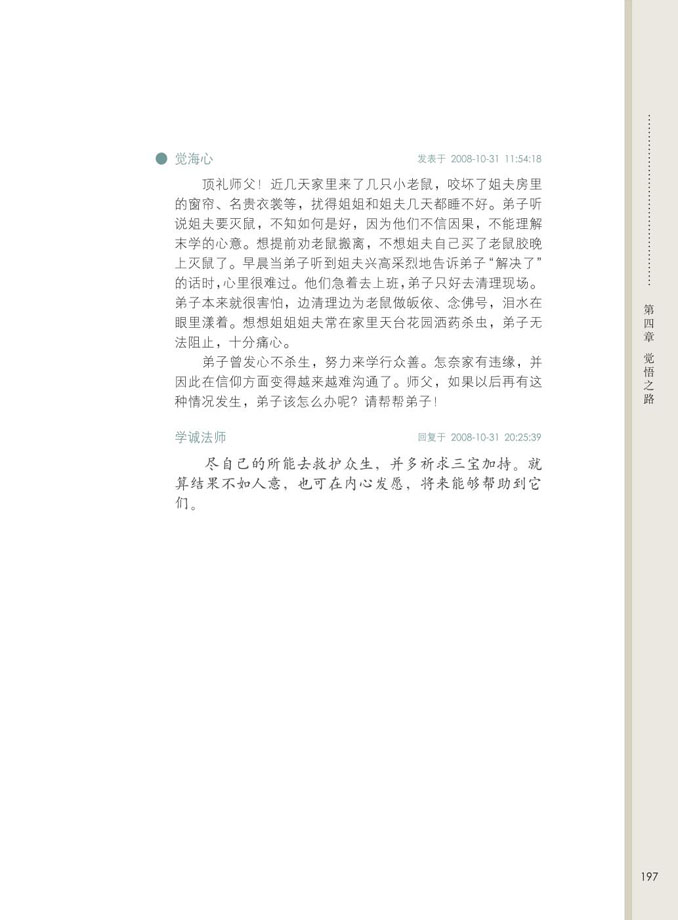 觉海心
发表于 2008-10-31 11:54:18
顶礼师父！近几天家里来了几只小老鼠，咬坏了姐夫房里
的窗帘、名贵衣裳等，扰得姐姐和姐夫几天都睡不好。弟子听
说姐夫要灭鼠，不知如何是好，因为他们不信因果，不能理解
末学的心意。想提前劝老鼠搬离，不想姐夫自己买了老鼠胶晚
上灭鼠了。早晨当弟子听到姐夫兴高采烈地告诉弟子“解决了”
的话时，心里很难过。他们急着去上班，弟子只好去清理现场。
弟子本来就很害怕，边清理边为老鼠做皈依、念佛号，泪水在
眼里漾着。想想姐姐姐夫常在家里天台花园洒药杀虫，弟子无
法阻止，十分痛心。
弟子曾发心不杀生，努力来学行众善。怎奈家有违缘，并
因此在信仰方面变得越来越难沟通了。师父，如果以后再有这
种情况发生，弟子该怎么办呢？请帮帮弟子！
学诚法师
回复于 2008-10-31 20:25:39
尽自己的所能去救护众生，并多祈求三宝加持。就
算结果不如人意，也可在内心发愿，将来能够帮助到它
们。
第四章 觉悟之路
197